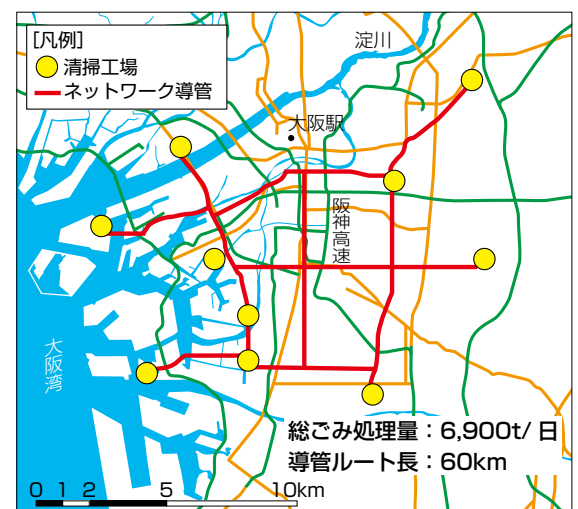 [凡例]
清掃工場
ネットワーク導管
淀川
大阪駅
阪神高速
大阪湾
総ごみ処理量：6,900t/日
導管ルート長：60km
0 1 2 5 10km